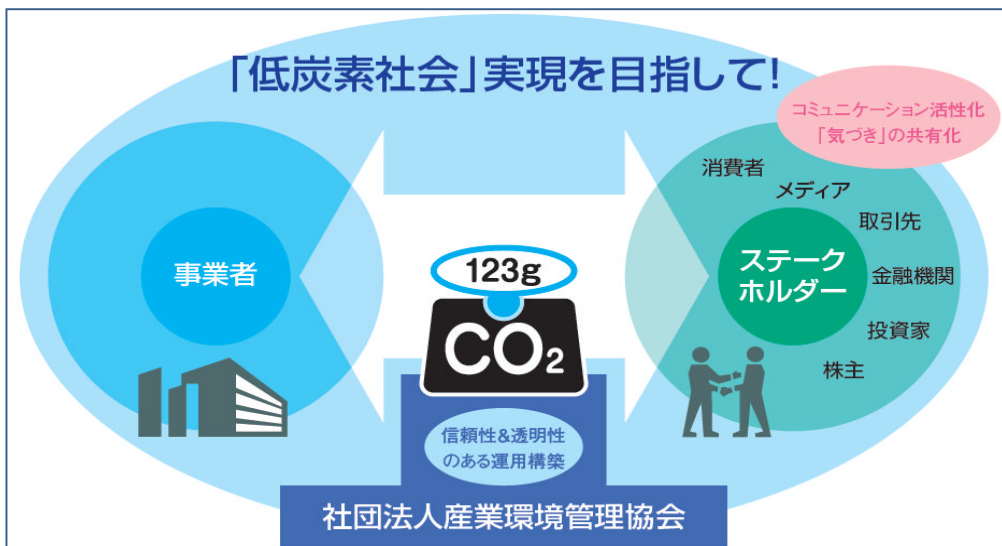 「低炭素社会」実現を目指して!
コミュニケーション活性化
「気づき」の共有化
消費者
メディア
取引先
金融機関
投資家
株主
事業者
ステーク
ホルダー
123g
CO₂
信頼性&透明性
のある運用構築
社団法人産業環境管理協会